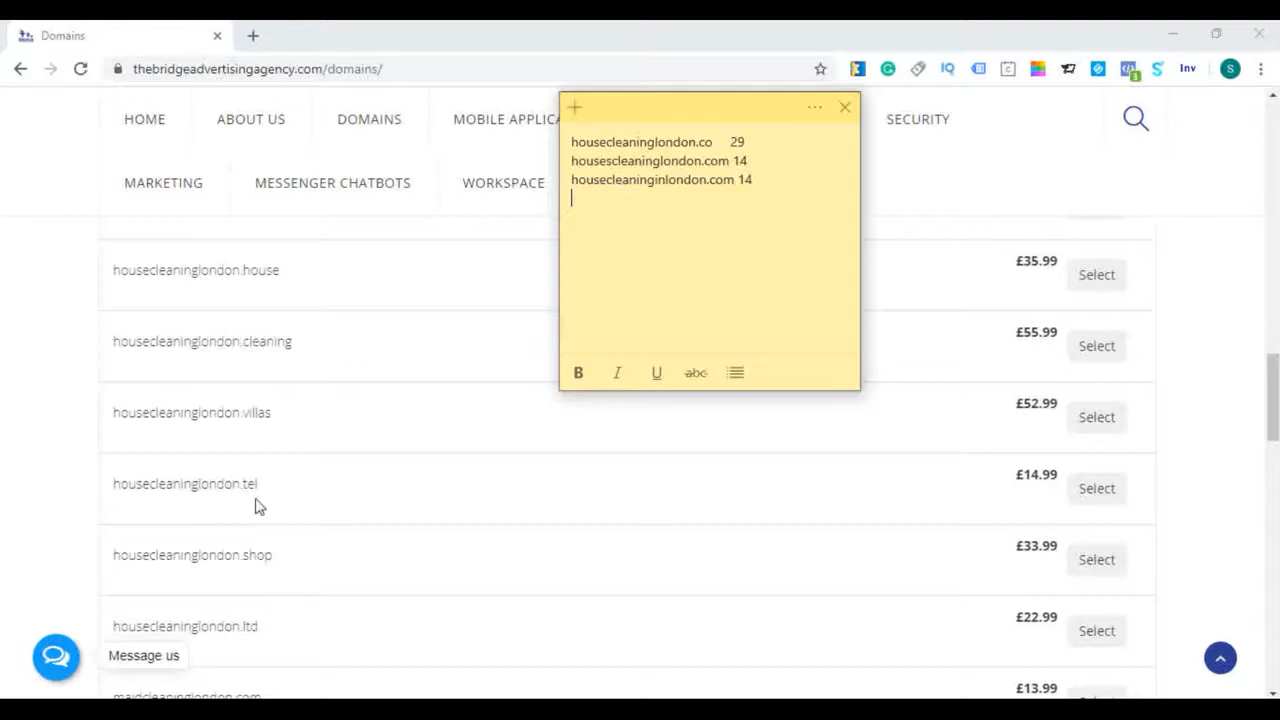 Domains
thebridgeadvertisingagency.com/domains/
Inv
S
3
HOME
ABOUT US
DOMAINS
MOBILE APPLICA
SECURITY
MARKETING
MESSENGER CHATBOTS
WORKSPACE
housecleaninglondon.co 29
housescleaninglondon.com 14
housecleaninginlondon.com 14
B I U abc
housecleaninglondon.house £35.99 Select
housecleaninglondon.cleaning £55.99 Select
housecleaninglondon.villas £52.99 Select
housecleaninglondon.tel £14.99 Select
housecleaninglondon.shop £33.99 Select
housecleaninglondon.ltd £22.99 Select
Message us
maidcleaninglondon.com £13.99